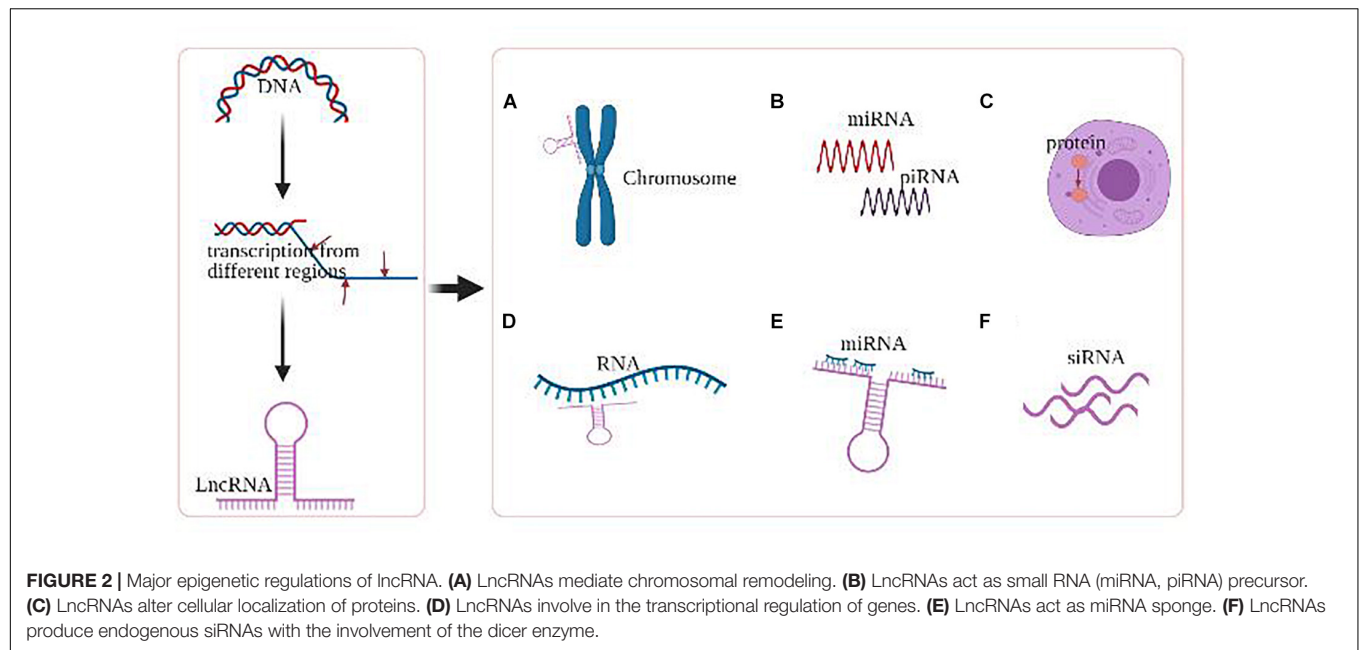 DNA
transcription from
different regions
LncRNA
A
Chromosome
B
miRNA
piRNA
C
protein
D
RNA
E
miRNA
F
siRNA
FIGURE 2 | Major epigenetic regulations of lncRNA. (A) LncRNAs mediate chromosomal remodeling. (B) LncRNAs act as small RNA (miRNA, piRNA) precursor.
(C) LncRNAs alter cellular localization of proteins. (D) LncRNAs involve in the transcriptional regulation of genes. (E) LncRNAs act as miRNA sponge. (F) LncRNAs
produce endogenous siRNAs with the involvement of the dicer enzyme.